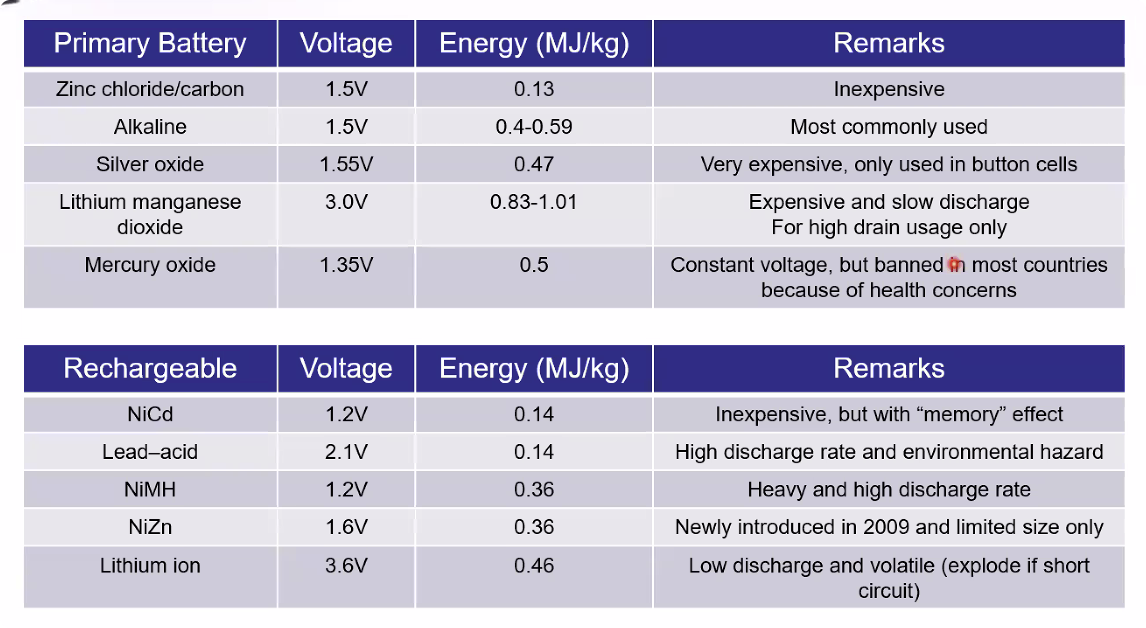 Primary Battery Voltage Energy (MJ/kg) Remarks
Zinc chloride/carbon 1.5V 0.13 Inexpensive
Alkaline 1.5V 0.4-0.59 Most commonly used
Silver oxide 1.55V 0.47 Very expensive, only used in button cells
Lithium manganese 3.0V 0.83-1.01 Expensive and slow discharge
dioxide For high drain usage only
Mercury oxide 1.35V 0.5 Constant voltage, but banned in most countries
because of health concerns
Rechargeable Voltage Energy (MJ/kg) Remarks
NiCd 1.2V 0.14 Inexpensive, but with “memory” effect
Lead–acid 2.1V 0.14 High discharge rate and environmental hazard
NiMH 1.2V 0.36 Heavy and high discharge rate
NiZn 1.6V 0.36 Newly introduced in 2009 and limited size only
Lithium ion 3.6V 0.46 Low discharge and volatile (explode if short
circuit)